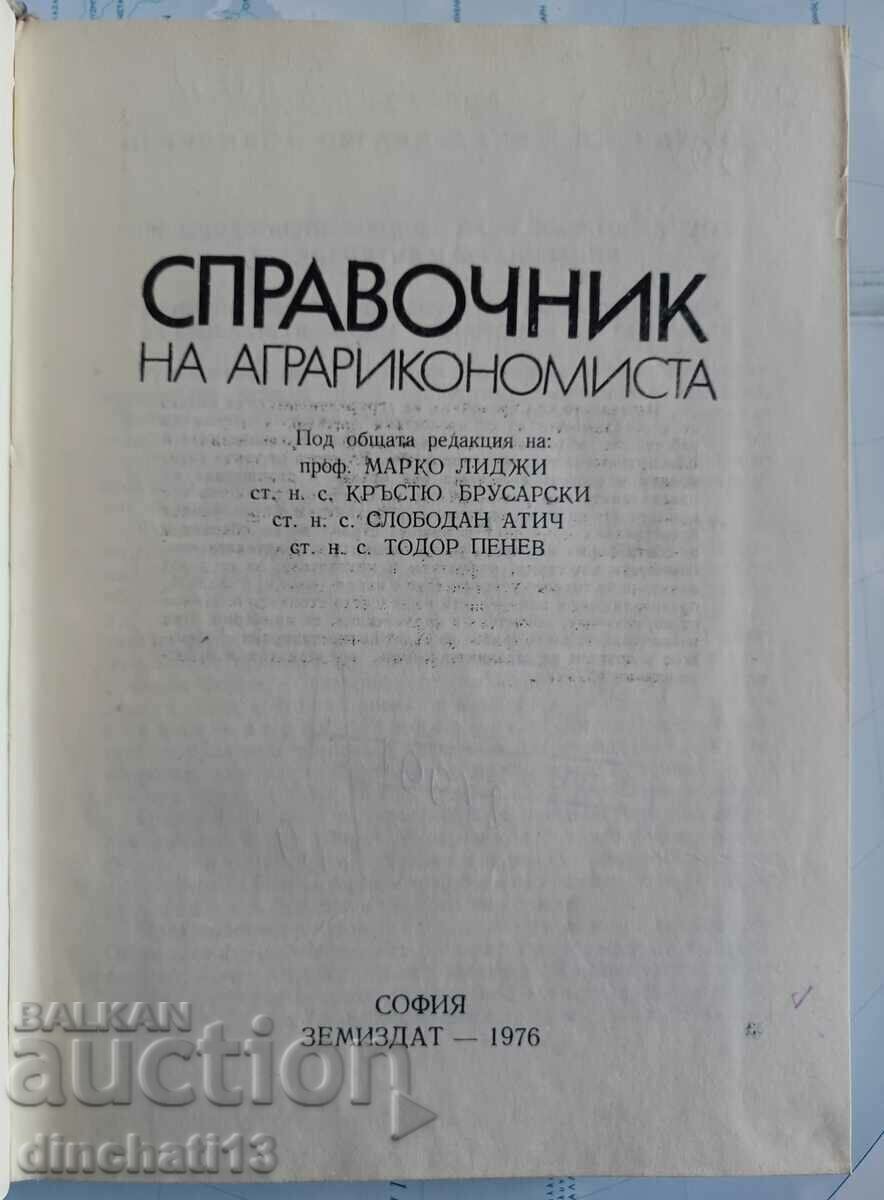 СПРАВОЧНИК
НА АГРАРИКОНОМИСТА
Под общата редакция на:
проф. МАРКО ЛИДЖИ
ст. н. с. КРЪСТЮ БРУСАРСКИ
ст. н. с. СЛОБОДАН АТИЧ
ст. н. с. ТОДОР ПЕНЕВ
СОФИЯ
ЗЕМИЗДАТ — 1976
BALKAN
auction
dinchati13